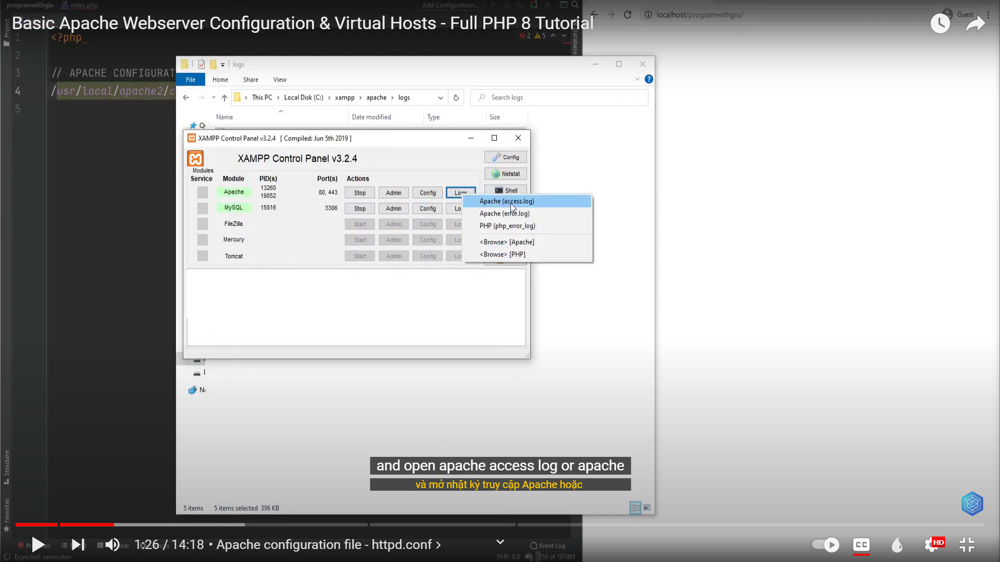 programwithgio
index.php
Add Configuration...
localhost/programwithgio/
Guest
Basic Apache Webserver Configuration & Virtual Hosts - Full PHP 8 Tutorial
Project
Database
2 5
1 <?php
2
3 // APACHE CONFIGURAT
4 /usr/local/apache2/c
5
logs
File Home Share View
This PC > Local Disk (C:) > xampp > apache > logs
Search logs
Name Date modified Type Size
XAMPP Control Panel v3.2.4 [ Compiled: Jun 5th 2019 ]
XAMPP Control Panel v3.2.4
Config
Netstat
Shell
Modules
Service Module PID(s) Port(s) Actions
Apache 13260 19052 80, 443 Stop Admin Config Logs
MySQL 15816 3306 Stop Admin Config Lo
FileZilla Start Admin Config Lo
Mercury Start Admin Config Lo
Tomcat Start Admin Config Lo
Apache (access.log)
Apache (error.log)
PHP (php_error_log)
<Browse> [Apache]
<Browse> [PHP]
and open apache access log or apache
và mở nhật ký truy cập Apache hoặc
5 items 5 items selected 396 KB
Structure
Favorites
1:26 / 14:18 • Apache configuration file - httpd.conf >
CC
HD
Event Log
Expected: semicolon
PHP: 8.0
259 of 1974M